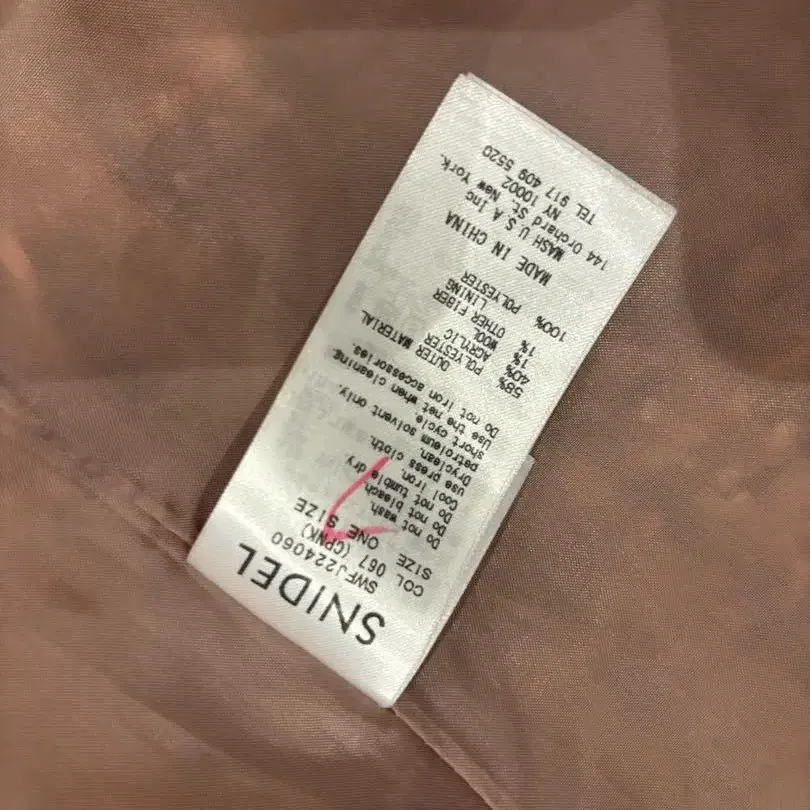 SNIDEL
SWFJ224060
COL 067 (CPNK)
SIZE ONE SIZE
Do not wash.
Do not bleach.
Do not tumble dry.
Cool iron.
use press cloth.
Dryclean.
petroleum solvent only.
short cycle.
Use the net when cleaning.
Do not iron accessories.
OUTER MATERIAL
58% POLYESTER
40% ACRYLIC
1% WOOL
1% OTHER FIBER
LINING
100% POLYESTER
MADE IN CHINA
MASH U S A Inc
144 Orchard St. New York.
NY 10002
TEL 917 409 5520